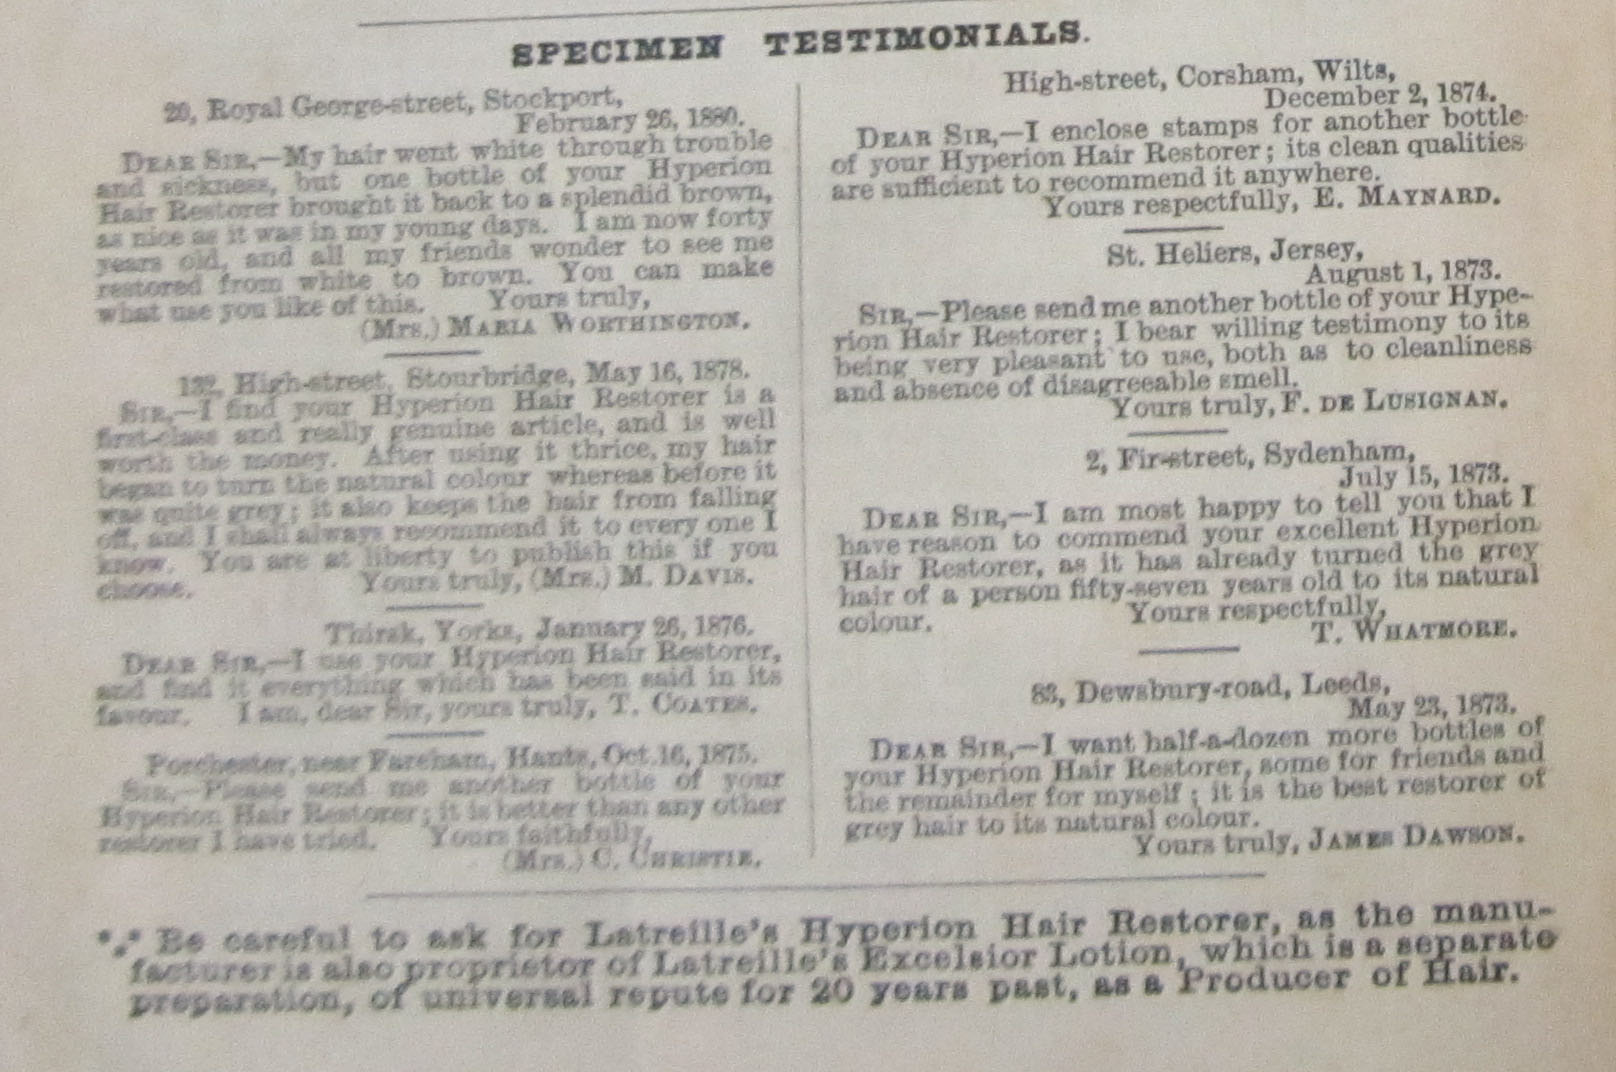 SPECIMEN TESTIMONIALS.
20, Royal George-street, Stockport,
February 26, 1880.
DEAR SIR,—My hair went white through trouble
and sickness, but one bottle of your Hyperion
Hair Restorer brought it back to a splendid brown,
as nice as it was in my young days. I am now forty
years old, and all my friends wonder to see me
restored from white to brown. You can make
what use you like of this. Yours truly,
(Mrs.) MARIA WORTHINGTON.
132, High-street, Stourbridge, May 16, 1878.
SIR,—I find your Hyperion Hair Restorer is a
first-class and really genuine article, and is well
worth the money. After using it thrice, my hair
began to turn the natural colour whereas before it
was quite grey; it also keeps the hair from falling
off, and I shall always recommend it to every one I
know. You are at liberty to publish this if you
choose. Yours truly, (Mrs.) M. DAVIS.
Thirsk, Yorks, January 26, 1876.
DEAR SIR,—I use your Hyperion Hair Restorer,
and find it everything which has been said in its
favour. I am, dear Sir, yours truly, T. COATES.
Porchester, near Fareham, Hants, Oct. 16, 1875.
SIR,—Please send me another bottle of your
Hyperion Hair Restorer; it is better than any other
restorer I have tried. Yours faithfully,
(Mrs.) C. CHRISTIE.
High-street, Corsham, Wilts,
December 2, 1874.
DEAR SIR,—I enclose stamps for another bottle
of your Hyperion Hair Restorer; its clean qualities
are sufficient to recommend it anywhere.
Yours respectfully, E. MAYNARD.
St. Heliers, Jersey,
August 1, 1873.
SIR,—Please send me another bottle of your Hype-
rion Hair Restorer; I bear willing testimony to its
being very pleasant to use, both as to cleanliness
and absence of disagreeable smell.
Yours truly, F. DE LUSIGNAN.
2, Fir-street, Sydenham,
July 15, 1873.
DEAR SIR,—I am most happy to tell you that I
have reason to commend your excellent Hyperion
Hair Restorer, as it has already turned the grey
hair of a person fifty-seven years old to its natural
colour. Yours respectfully,
T. WHATMORE.
83, Dewsbury-road, Leeds,
May 23, 1873.
DEAR SIR,—I want half-a-dozen more bottles of
your Hyperion Hair Restorer, some for friends and
the remainder for myself; it is the best restorer of
grey hair to its natural colour.
Yours truly, JAMES DAWSON.
*** Be careful to ask for Latreille's Hyperion Hair Restorer, as the manu-
facturer is also proprietor of Latreille's Excelsior Lotion, which is a separate
preparation, of universal repute for 20 years past, as a Producer of Hair.